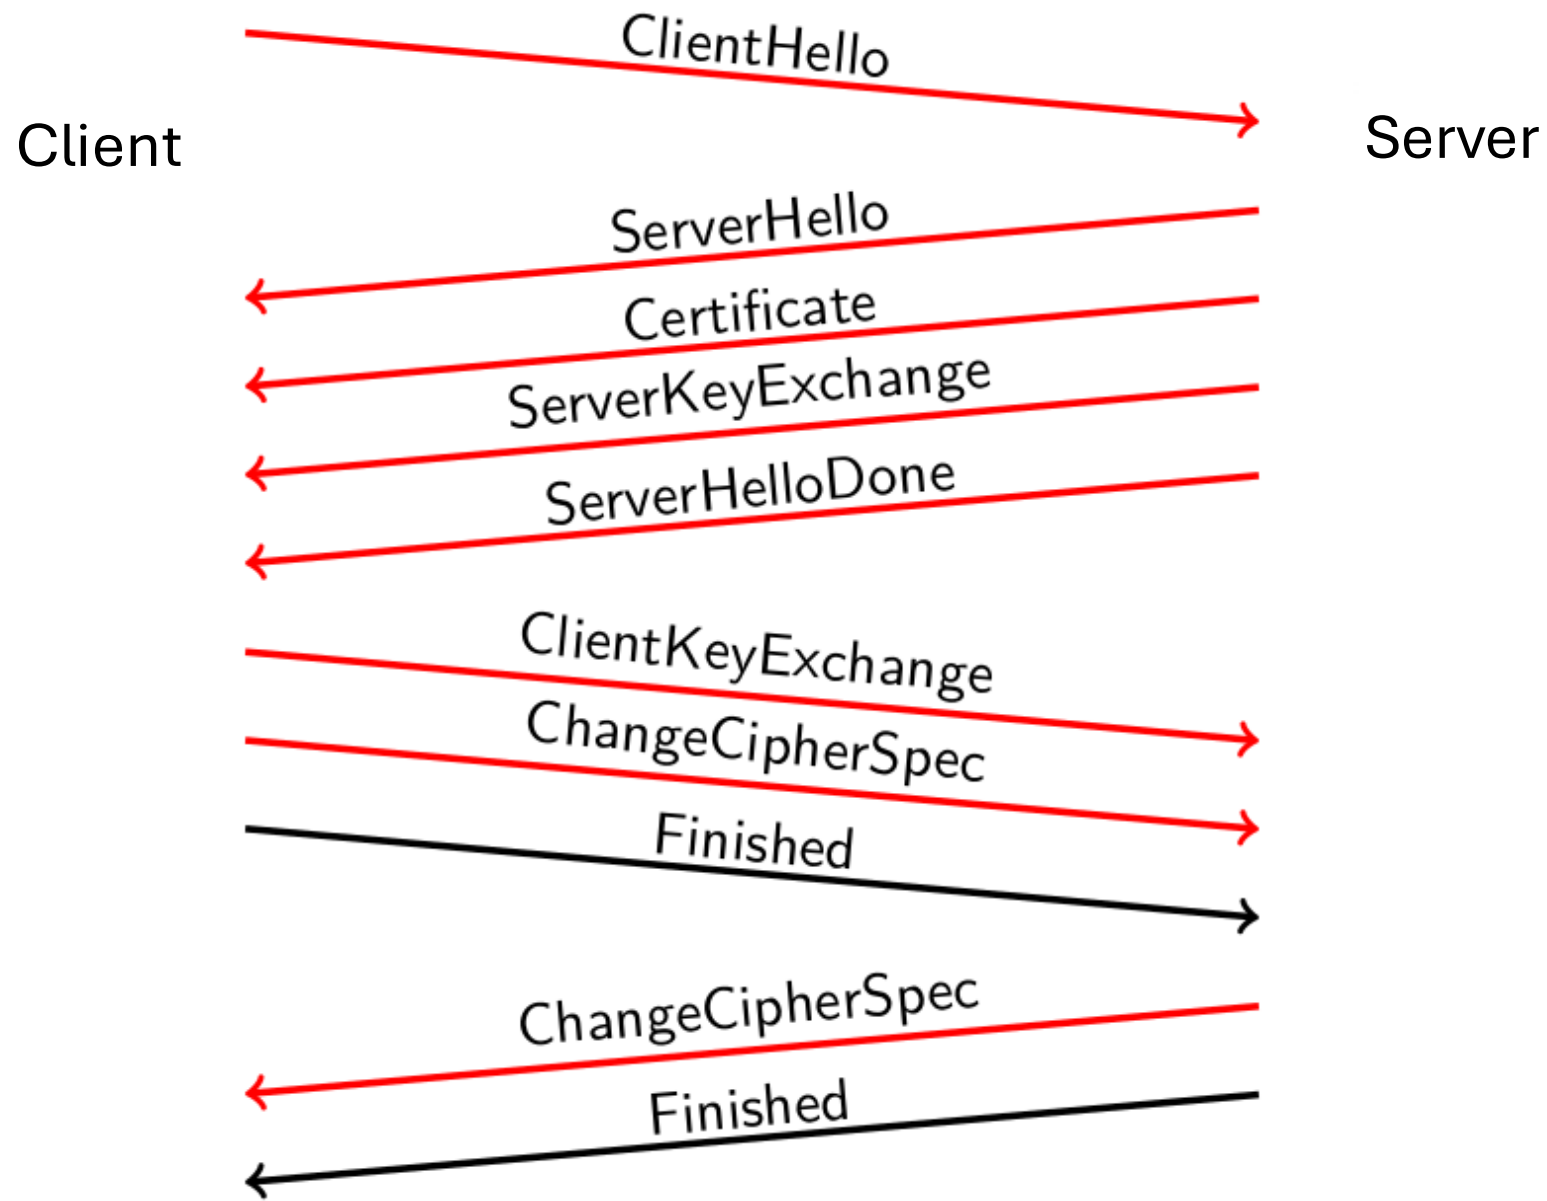 ClientHello
Client
Server
ServerHello
Certificate
ServerKeyExchange
ServerHelloDone
ClientKeyExchange
ChangeCipherSpec
Finished
ChangeCipherSpec
Finished